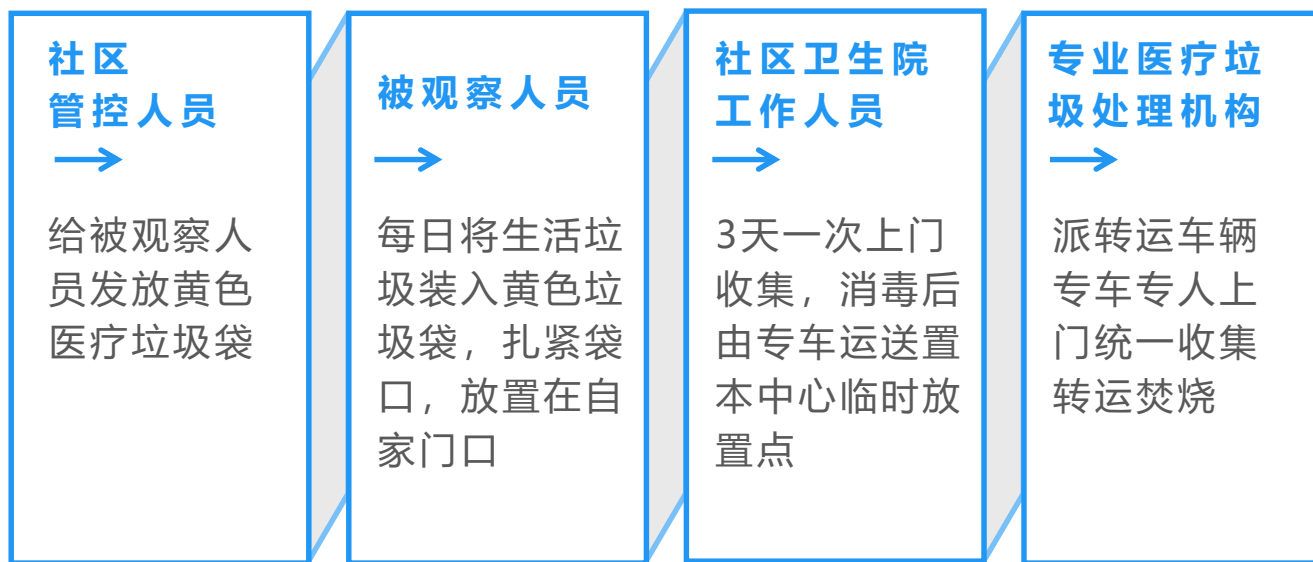 社区
管控人员
给被观察人
员发放黄色
医疗垃圾袋
被观察人员
每日将生活垃
圾装入黄色垃
圾袋，扎紧袋
口，放置在自
家门口
社区卫生院
工作人员
3天一次上门
收集，消毒后
由专车运送置
本中心临时放
置点
专业医疗垃
圾处理机构
派转运车辆
专车专人上
门统一收集
转运焚烧